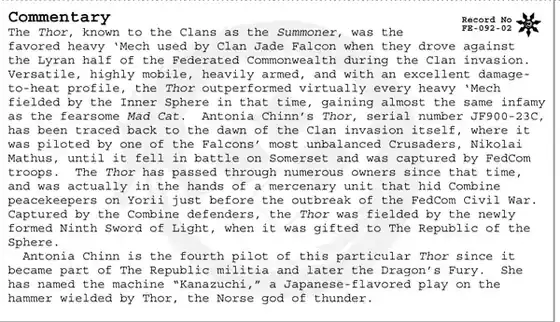 Commentary
Record No
FE-092-02
The Thor, known to the Clans as the Summoner, was the
favored heavy ‘Mech used by Clan Jade Falcon when they drove against
the Lyran half of the Federated Commonwealth during the Clan invasion.
Versatile, highly mobile, heavily armed, and with an excellent damage-
to-heat profile, the Thor outperformed virtually every heavy ‘Mech
fielded by the Inner Sphere in that time, gaining almost the same infamy
as the fearsome Mad Cat.  Antonia Chinn’s Thor, serial number JF900-23C,
has been traced back to the dawn of the Clan invasion itself, where it
was piloted by one of the Falcons’ most unbalanced Crusaders, Nikolai
Mathus, until it fell in battle on Somerset and was captured by FedCom
troops.  The Thor has passed through numerous owners since that time,
and was actually in the hands of a mercenary unit that hid Combine
peacekeepers on Yorii just before the outbreak of the FedCom Civil War.
Captured by the Combine defenders, the Thor was fielded by the newly
formed Ninth Sword of Light, when it was gifted to The Republic of the
Sphere.
Antonia Chinn is the fourth pilot of this particular Thor since it
became part of The Republic militia and later the Dragon’s Fury.  She
has named the machine “Kanazuchi,” a Japanese-flavored play on the
hammer wielded by Thor, the Norse god of thunder.